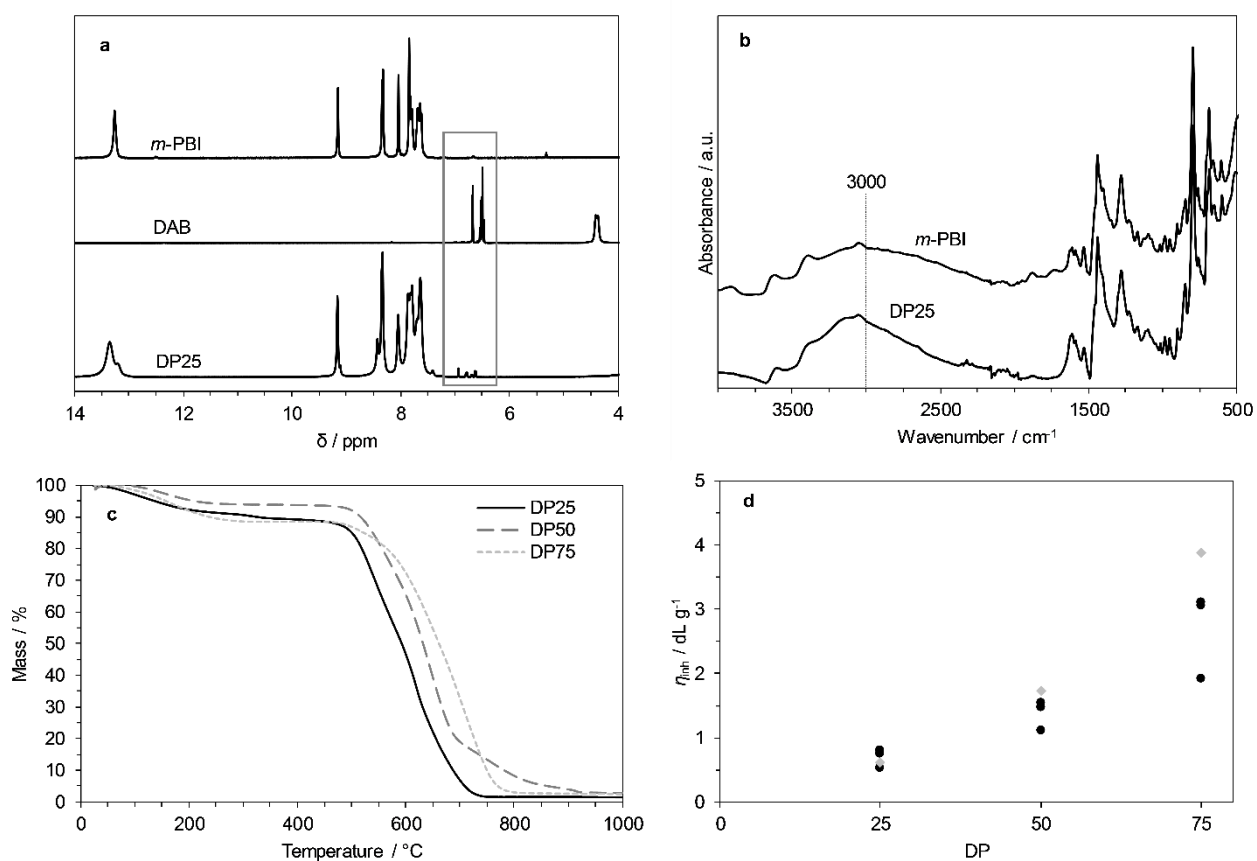 a
m-PBI
DAB
DP25
14 12 10 8 6 4
δ / ppm
b
3000
m-PBI
DP25
Absorbance / a.u.
3500 2500 1500 500
Wavenumber / cm⁻¹
100
90
80
70
60
50
40
30
20
10
0
Mass / %
c
DP25
DP50
DP75
0 200 400 600 800 1000
Temperature / °C
5
4
3
2
1
0
ηinh / dL g⁻¹
d
25 50 75
DP